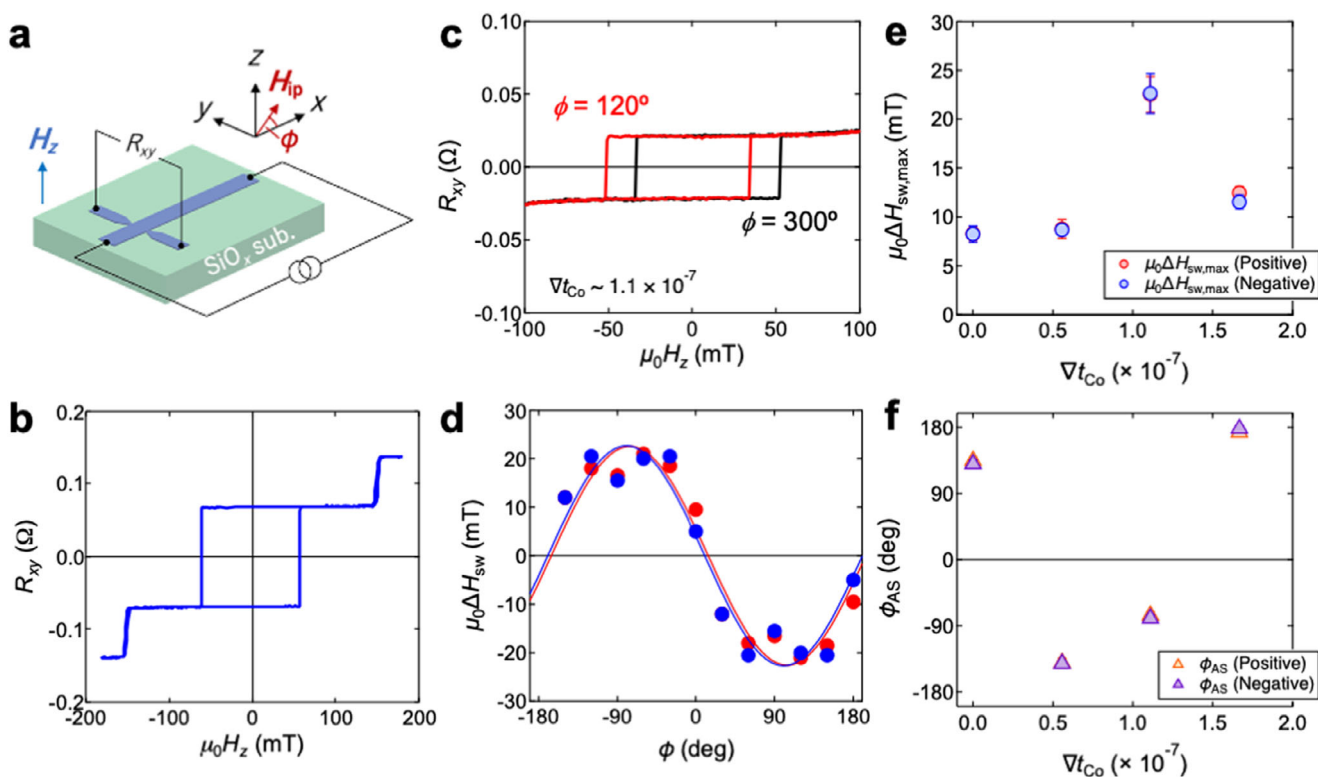 a
z
H_ip
x
y
ϕ
H_z
R_xy
SiO_x sub.
b
R_xy (Ω)
0.2
0.1
0.0
-0.1
-0.2
-200 -100 0 100 200
μ₀H_z (mT)
c
R_xy (Ω)
0.10
0.05
0.00
-0.05
-0.10
ϕ = 120º
ϕ = 300º
∇t_Co ~ 1.1 × 10⁻⁷
-100 -50 0 50 100
μ₀H_z (mT)
d
μ₀ΔH_sw (mT)
30
20
10
0
-10
-20
-30
-180 -90 0 90 180
ϕ (deg)
e
μ₀ΔH_sw,max (mT)
30
25
20
15
10
5
0
μ₀ΔH_sw,max (Positive)
μ₀ΔH_sw,max (Negative)
0.0 0.5 1.0 1.5 2.0
∇t_Co (× 10⁻⁷)
f
ϕ_AS (deg)
180
90
0
-90
-180
ϕ_AS (Positive)
ϕ_AS (Negative)
0.0 0.5 1.0 1.5 2.0
∇t_Co (× 10⁻⁷)